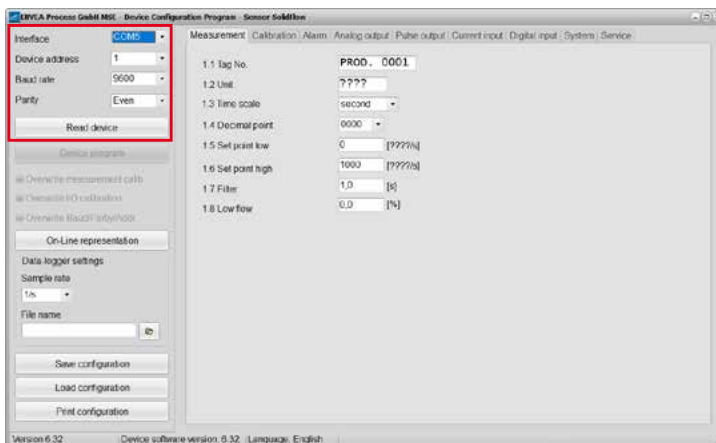 ENVEA Process GmbH MSE - Device Configuration Program - Sensor Solidflow
Interface COM5
Device address 1
Baud rate 9600
Parity Even
Read device
Device program
Overwrite measurement calib.
Overwrite I/O calibration
Overwrite Baud/Parity/Addr.
On-Line representation
Data-logger settings
Sample rate
1/s
File name
Save configuration
Load configuration
Print configuration
Measurement Calibration Alarm Analog output Pulse output Current input Digital input System Service
1.1 Tag No. PROD. 0001
1.2 Unit ????
1.3 Time scale second
1.4 Decimal point 0000
1.5 Set point low 0 [????/s]
1.6 Set point high 1000 [????/s]
1.7 Filter 1,0 [s]
1.8 Low flow 0,0 [%]
Version 6.32 Device software version: 6.32 Language: English